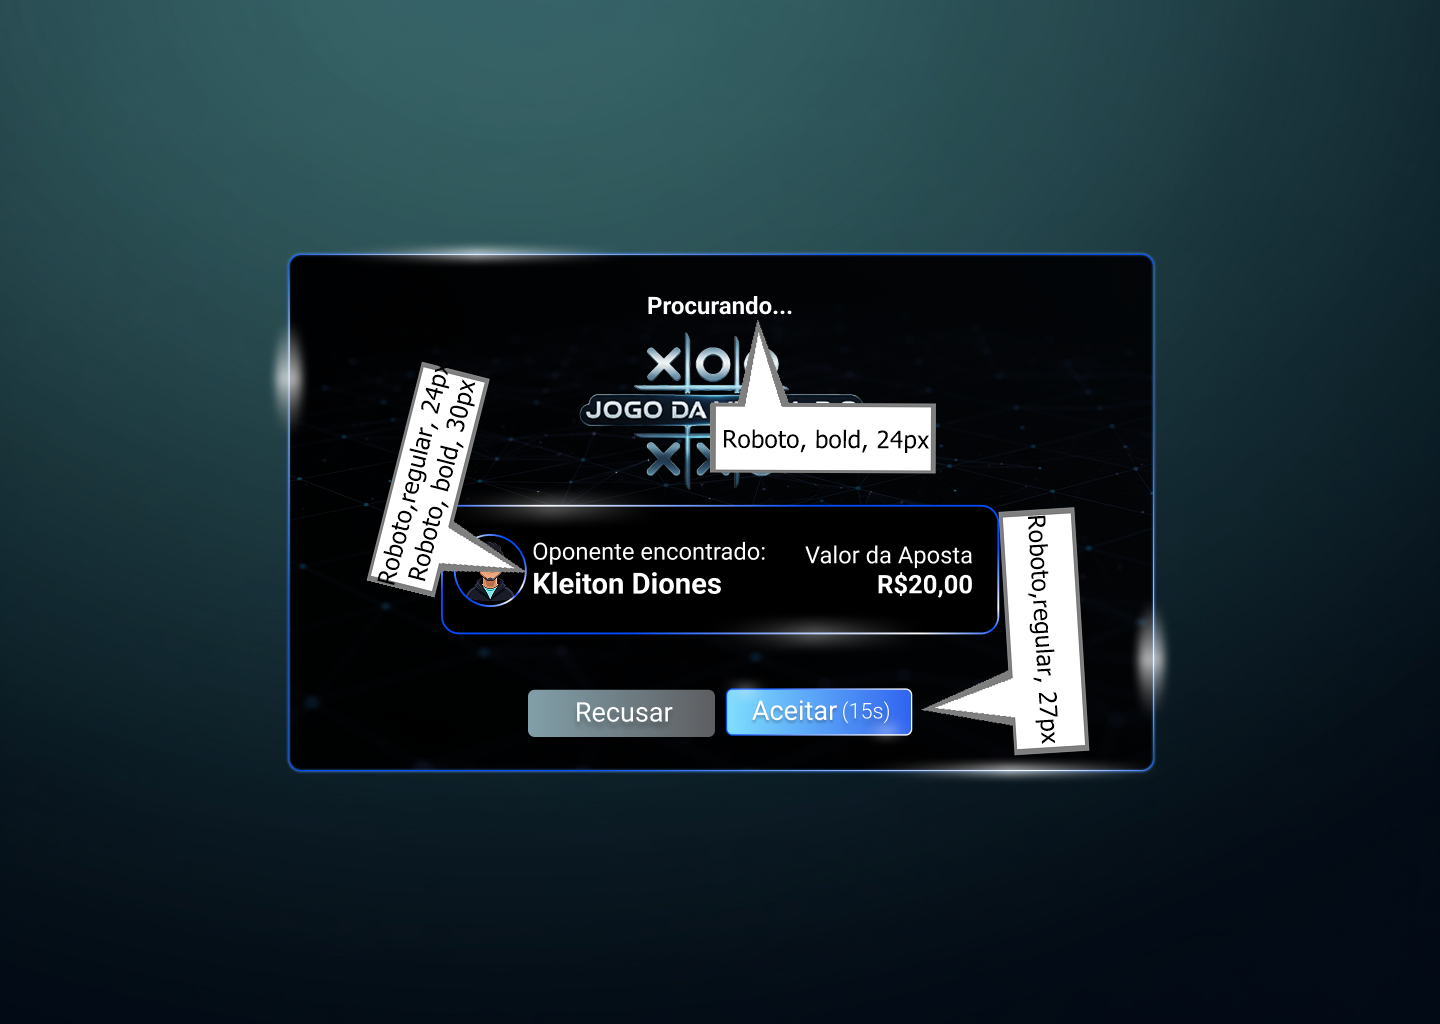 Procurando...
X O O
JOGO DA
X X
Roboto, bold, 24px
Roboto,regular, 24px
Roboto, bold, 30px
Oponente encontrado:
Kleiton Diones
Valor da Aposta
R$20,00
Roboto,regular, 27px
Recusar
Aceitar (15s)